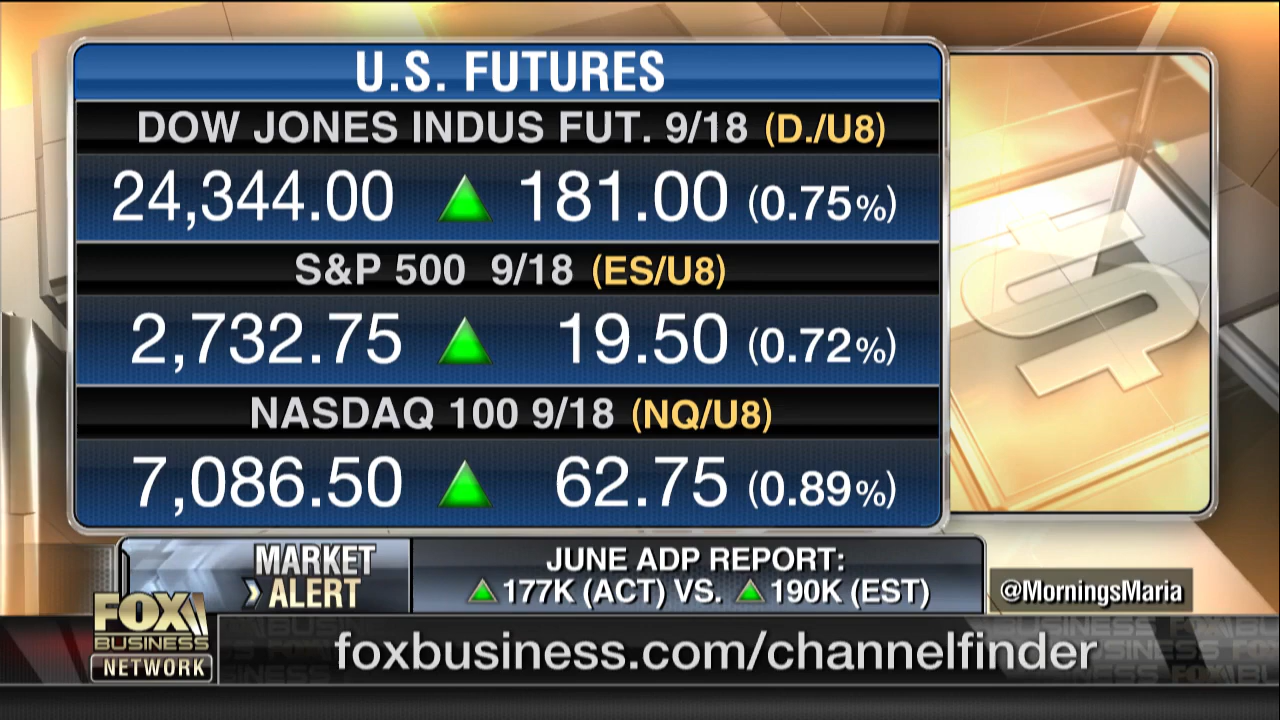 U.S. FUTURES
DOW JONES INDUS FUT. 9/18 (D./U8)
24,344.00 ▲ 181.00 (0.75%)
S&P 500 9/18 (ES/U8)
2,732.75 ▲ 19.50 (0.72%)
NASDAQ 100 9/18 (NQ/U8)
7,086.50 ▲ 62.75 (0.89%)
MARKET
ALERT
JUNE ADP REPORT:
▲177K (ACT) VS. ▲190K (EST)
@MorningsMaria
FOX
BUSINESS
NETWORK
foxbusiness.com/channelfinder